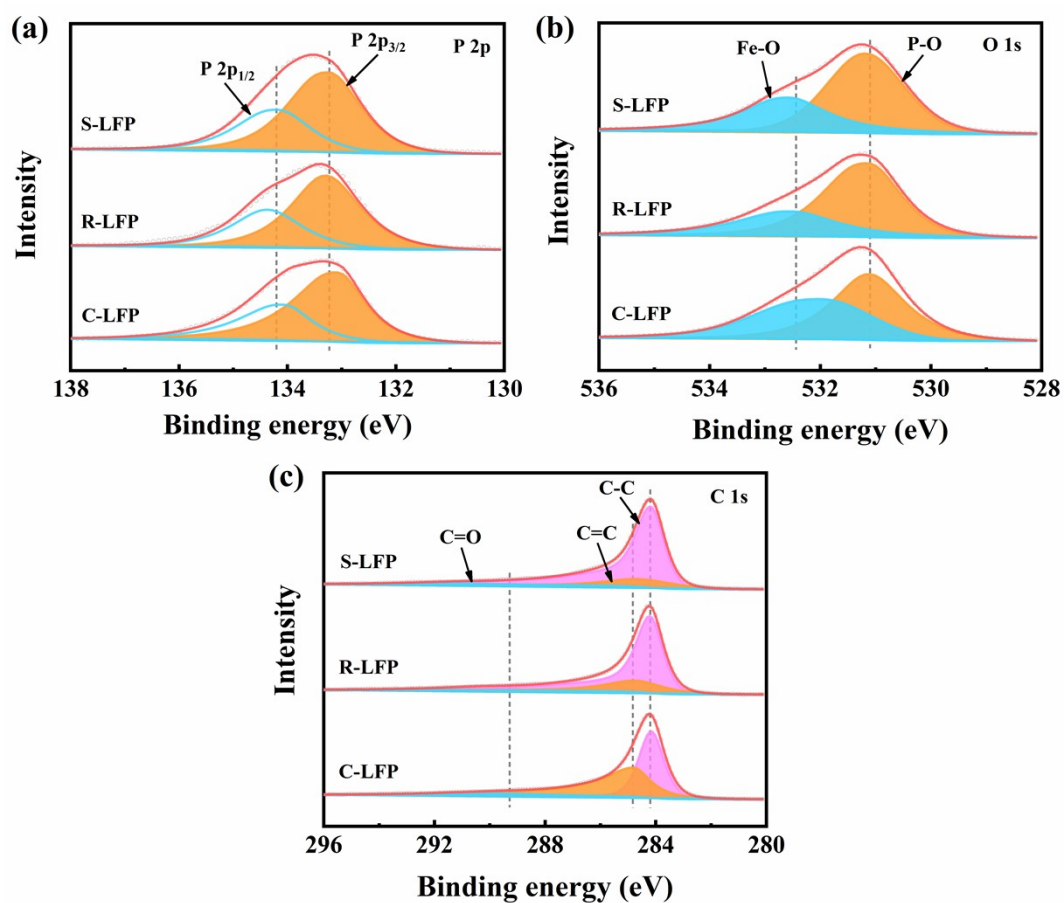 (a)
P 2p
P 2p3/2
P 2p1/2
S-LFP
R-LFP
C-LFP
Intensity
138 136 134 132 130
Binding energy (eV)
(b)
O 1s
Fe-O
P-O
S-LFP
R-LFP
C-LFP
Intensity
536 534 532 530 528
Binding energy (eV)
(c)
C 1s
C-C
C=O
C=C
S-LFP
R-LFP
C-LFP
Intensity
296 292 288 284 280
Binding energy (eV)